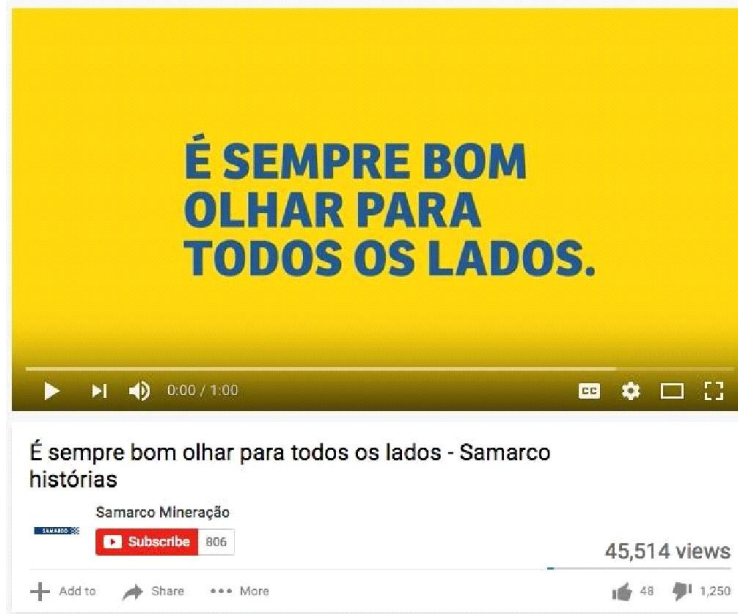 É SEMPRE BOM
OLHAR PARA
TODOS OS LADOS.
0:00 / 1:00
CC
É sempre bom olhar para todos os lados - Samarco
histórias
Samarco Mineração
SAMARCO
Subscribe 806
45,514 views
Add to Share More
48 1,250